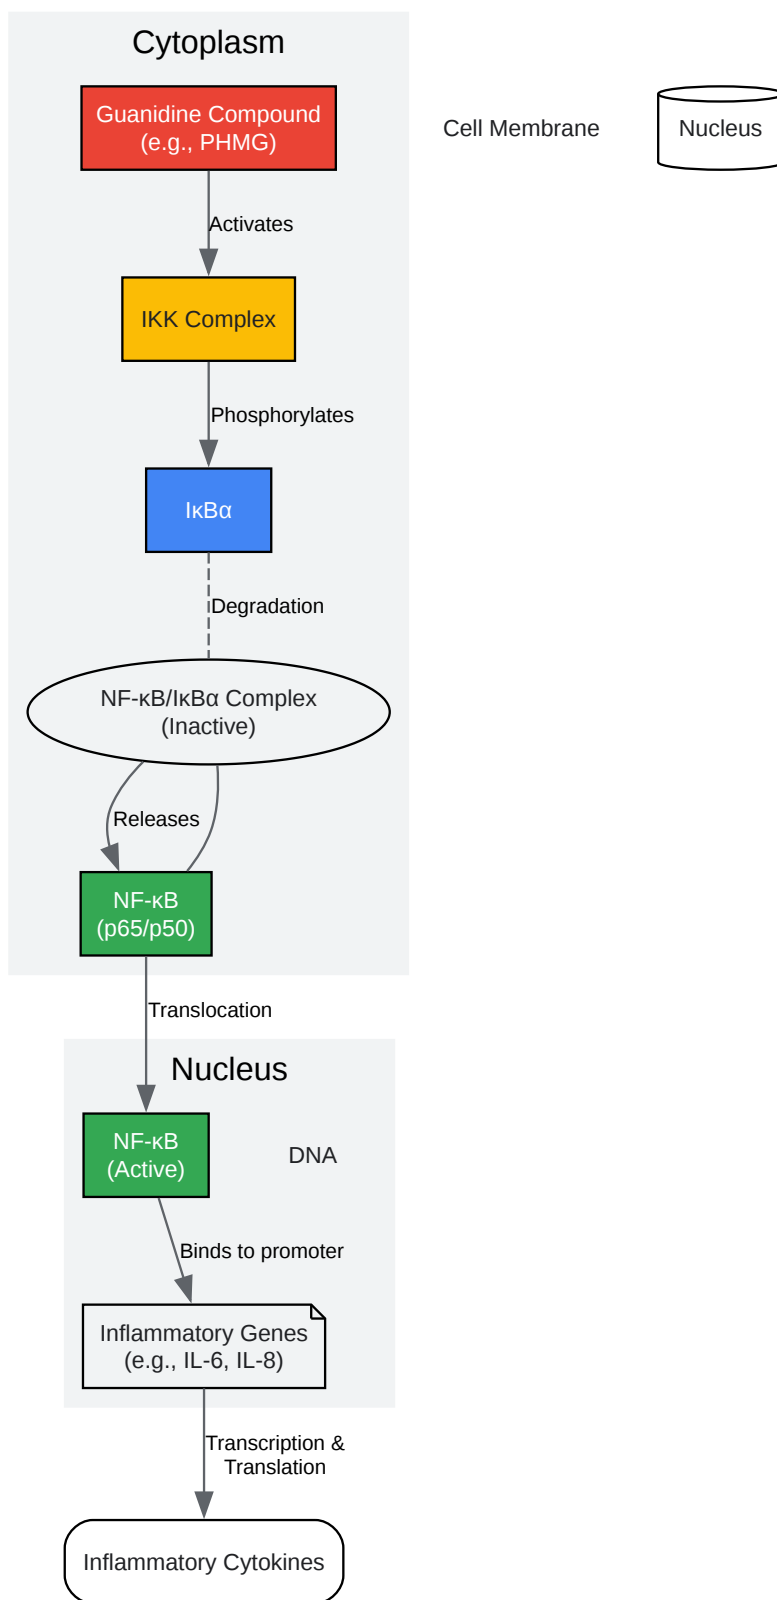 Cytoplasm
Guanidine Compound
(e.g., PHMG)
Cell Membrane
Nucleus
Activates
IKK Complex
Phosphorylates
IκBα
Degradation
NF-κB/IκBα Complex
(Inactive)
Releases
NF-κB
(p65/p50)
Translocation
Nucleus
NF-κB
(Active)
DNA
Binds to promoter
Inflammatory Genes
(e.g., IL-6, IL-8)
Transcription &
Translation
Inflammatory Cytokines